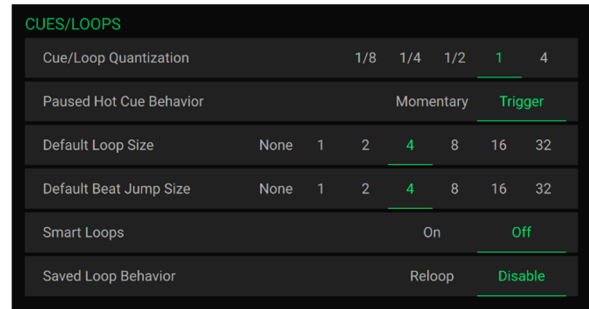 CUES/LOOPS
Cue/Loop Quantization 1/8 1/4 1/2 1 4
Paused Hot Cue Behavior Momentary Trigger
Default Loop Size None 1 2 4 8 16 32
Default Beat Jump Size None 1 2 4 8 16 32
Smart Loops On Off
Saved Loop Behavior Reloop Disable